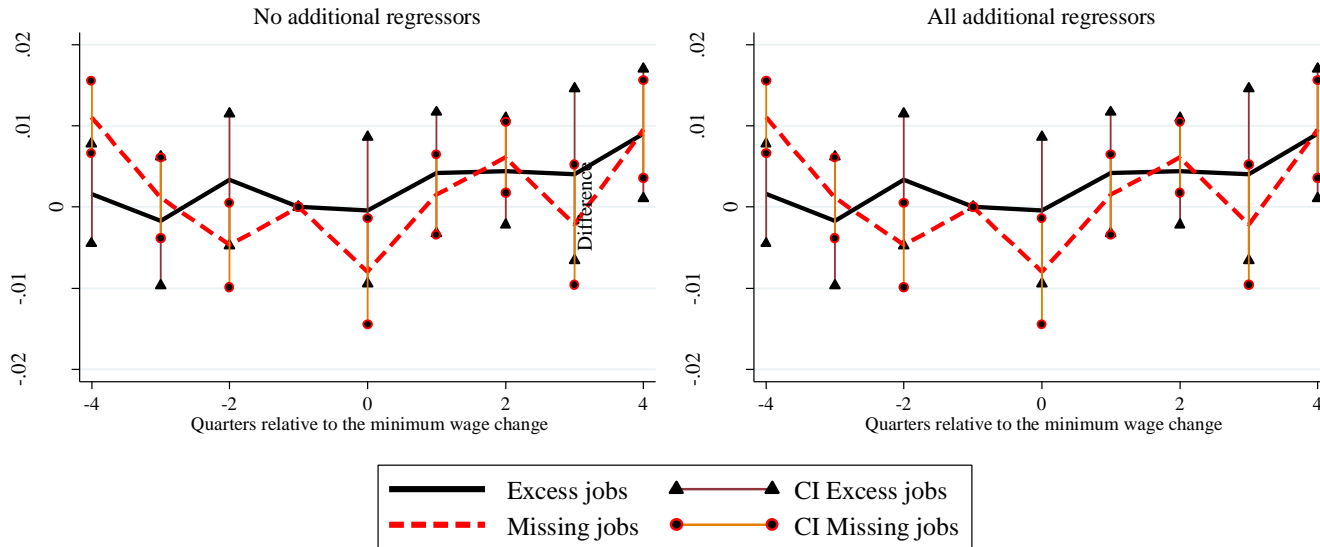 No additional regressors
.02
.01
0
-.01
-.02
-4
-2
0
2
4
Quarters relative to the minimum wage change
Difference
All additional regressors
.02
.01
0
-.01
-.02
-4
-2
0
2
4
Quarters relative to the minimum wage change
Excess jobs
CI Excess jobs
Missing jobs
CI Missing jobs